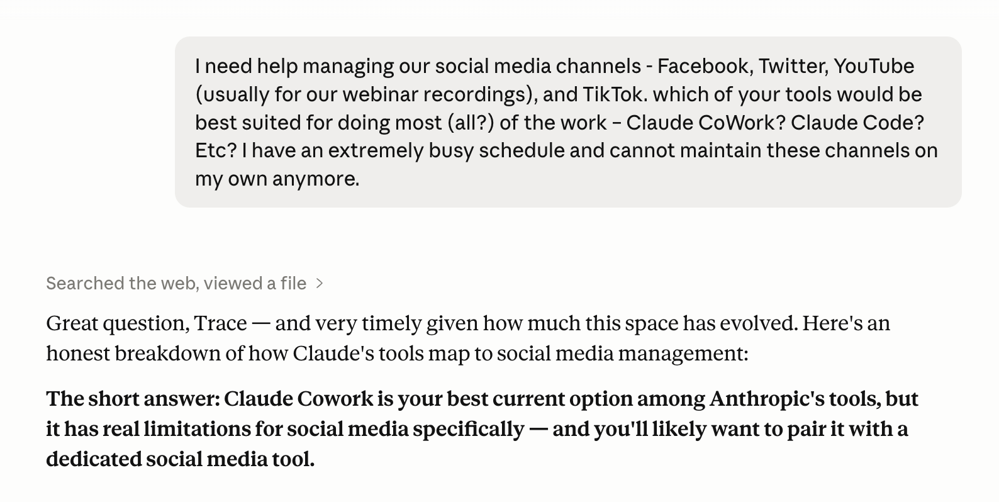 I need help managing our social media channels - Facebook, Twitter, YouTube
(usually for our webinar recordings), and TikTok. which of your tools would be
best suited for doing most (all?) of the work – Claude CoWork? Claude Code?
Etc? I have an extremely busy schedule and cannot maintain these channels on
my own anymore.
Searched the web, viewed a file >
Great question, Trace — and very timely given how much this space has evolved. Here's an
honest breakdown of how Claude's tools map to social media management:
The short answer: Claude Cowork is your best current option among Anthropic's tools, but
it has real limitations for social media specifically — and you'll likely want to pair it with a
dedicated social media tool.